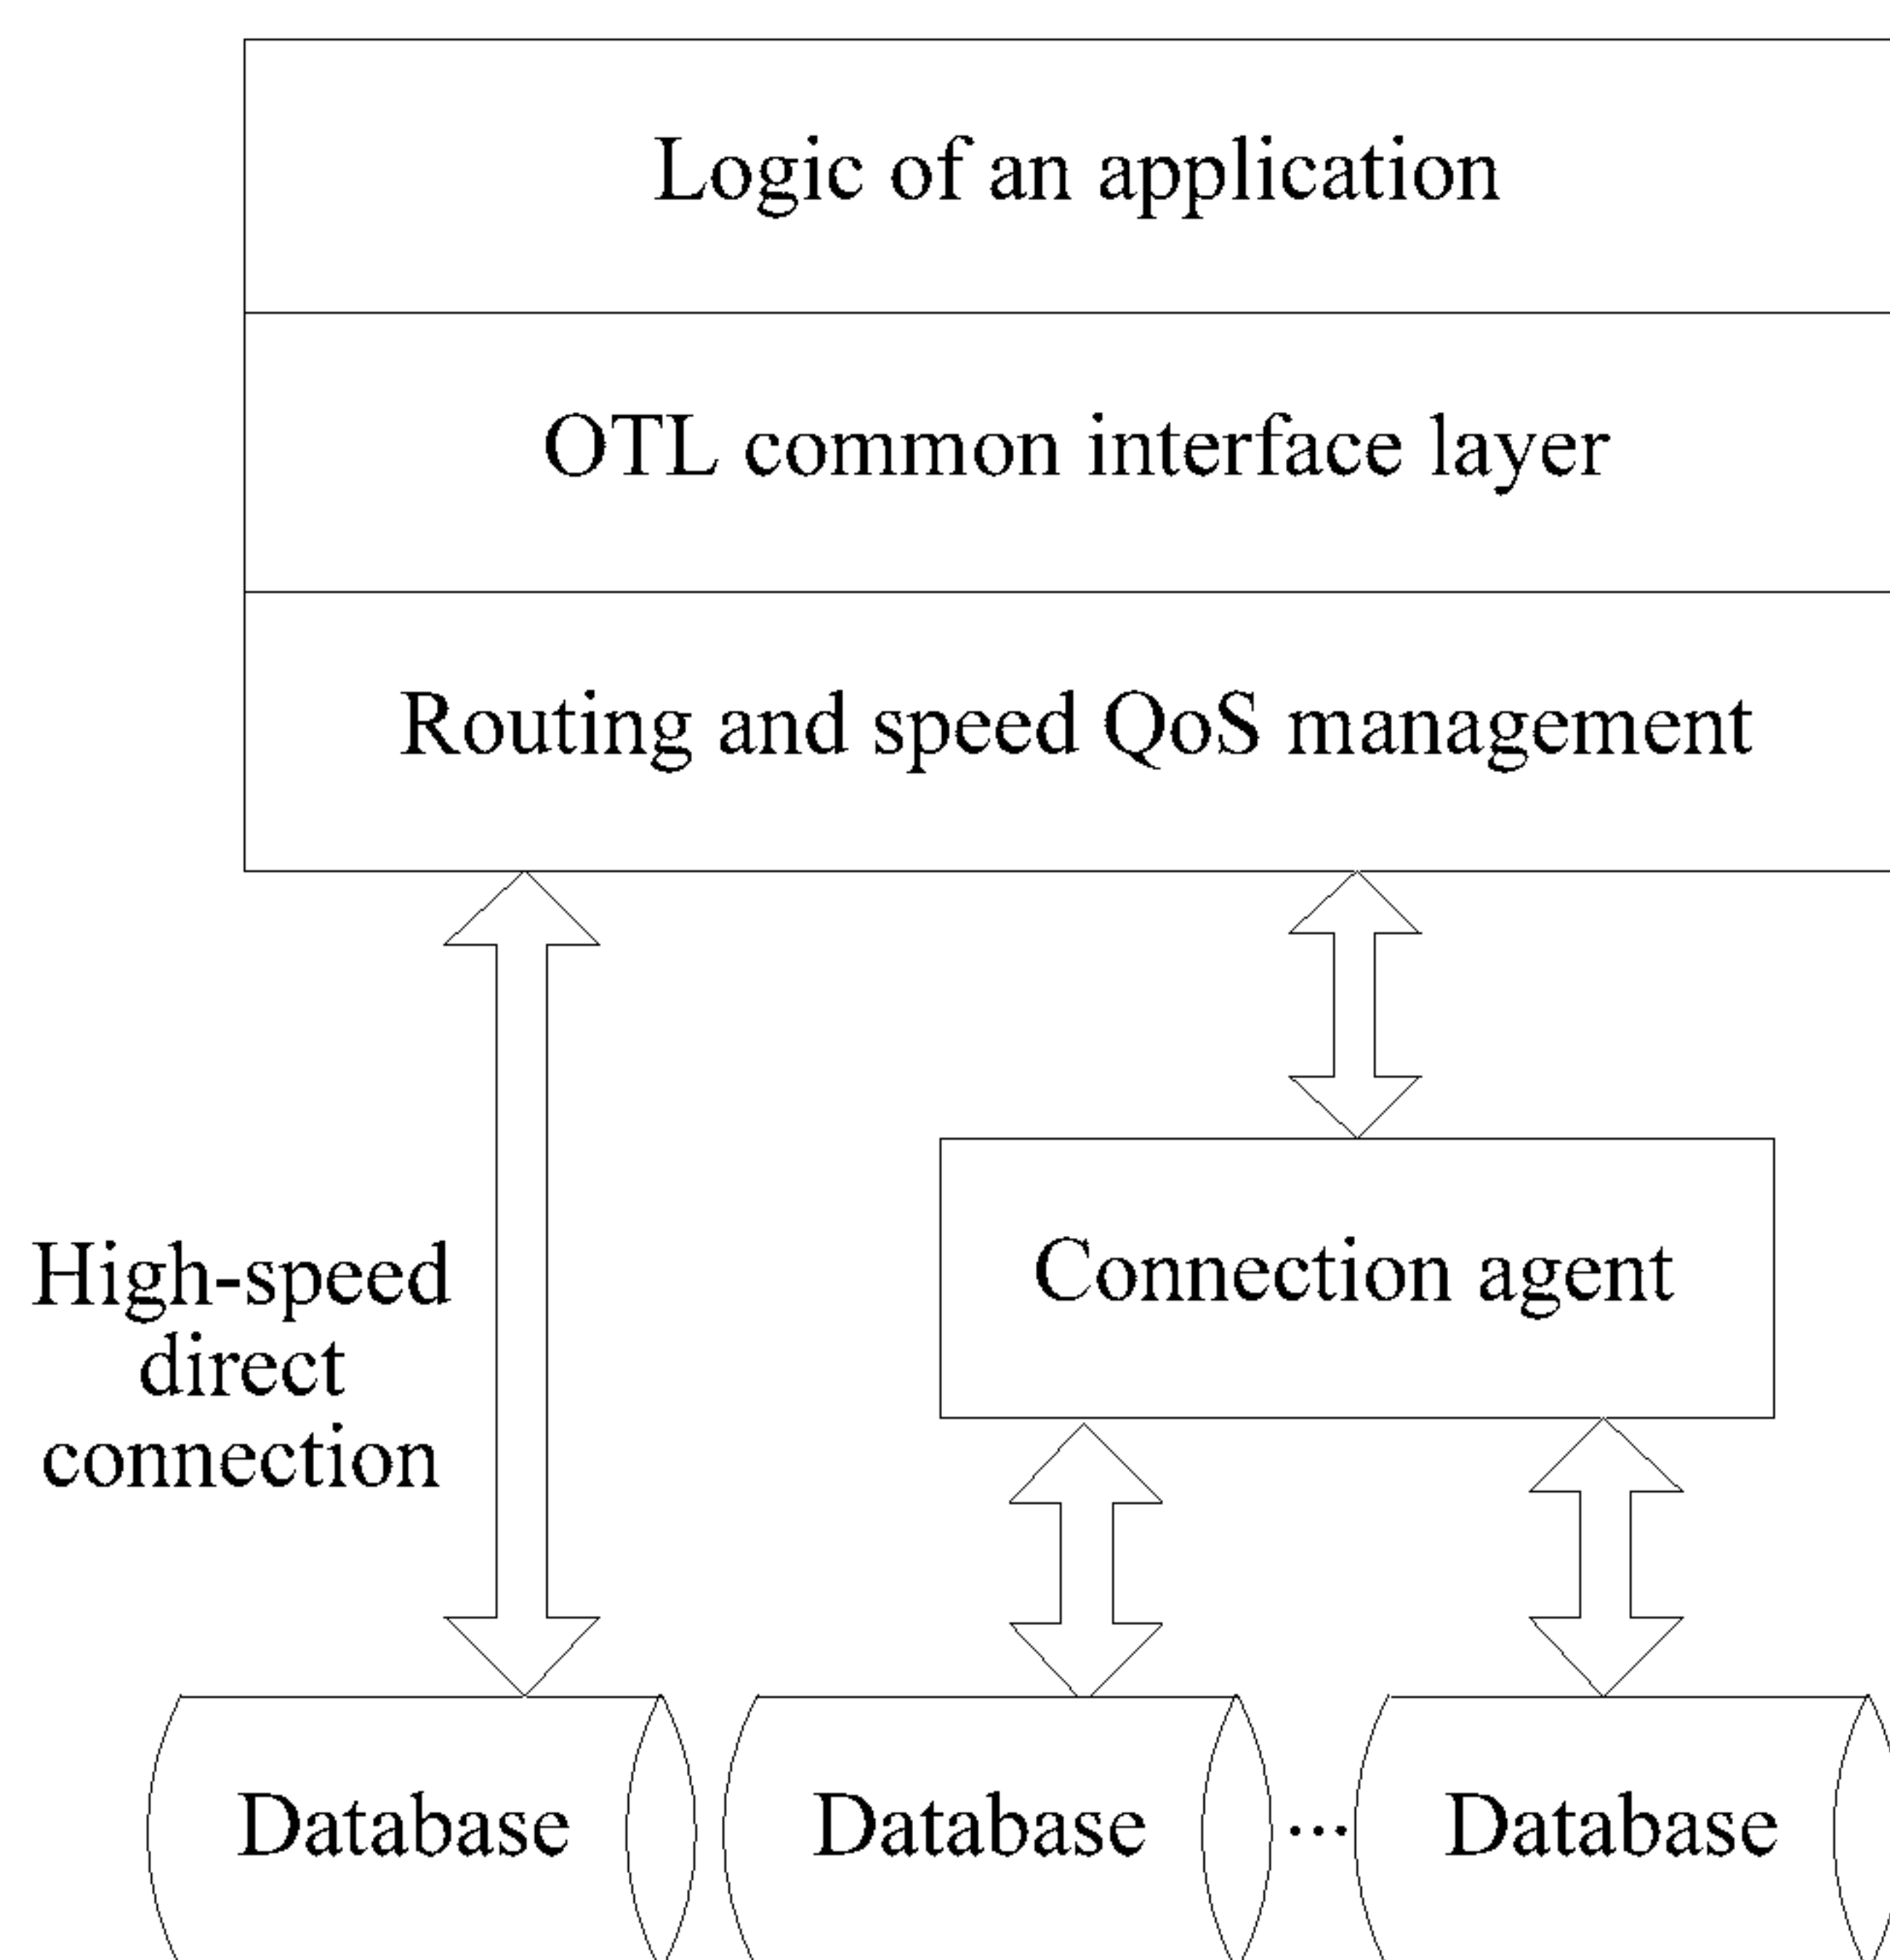 Logic of an application
OTL common interface layer
Routing and speed QoS management
High-speed
direct
connection
Connection agent
Database
Database
...
Database